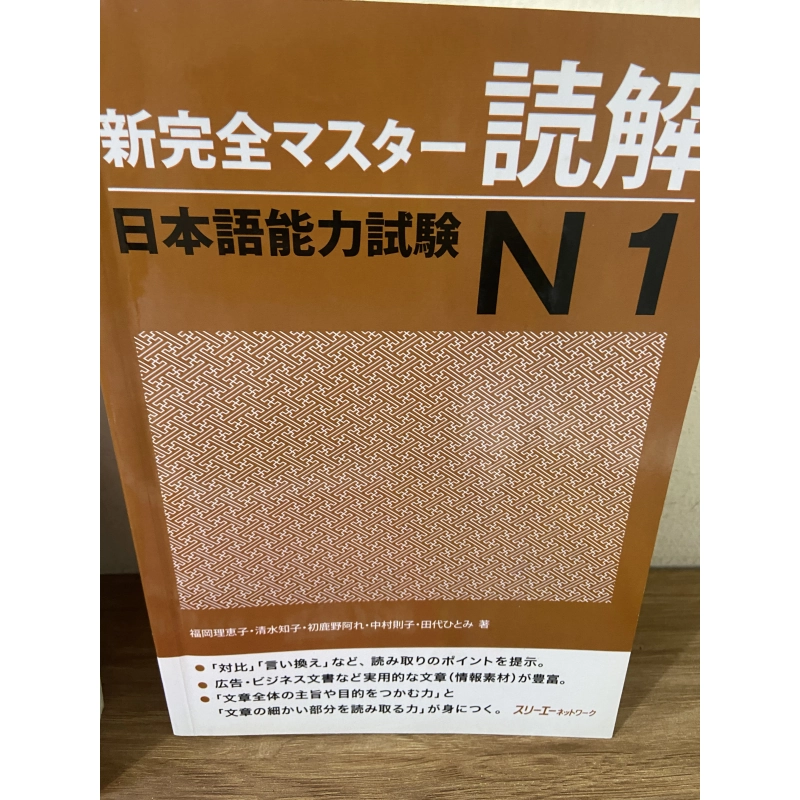 新完全マスター 読解
日本語能力試験 N1
福岡理恵子・清水知子・初鹿野阿れ・中村則子・田代ひとみ 著
●「対比」「言い換え」など、読み取りのポイントを提示。
●広告・ビジネス文書など実用的な文章（情報素材）が豊富。
●「文章全体の主旨や目的をつかむ力」と
「文章の細かい部分を読み取る力」が身につく。 スリーエーネットワーク